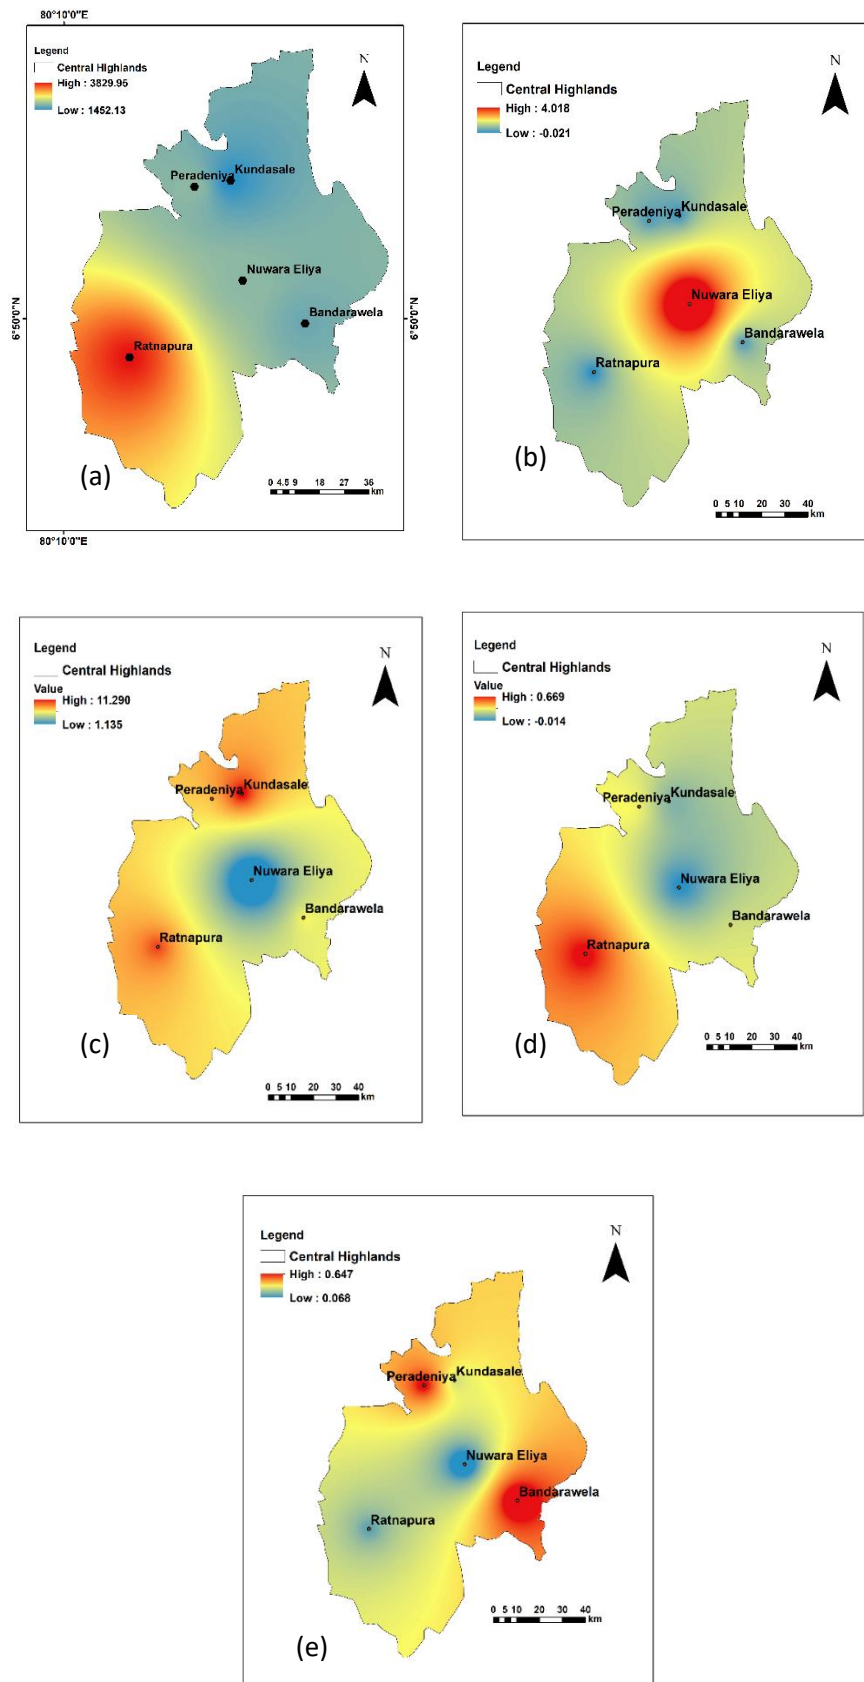 80°10'0"E
Legend
Central Highlands
High : 3829.95
Low : 1452.13
N
Peradeniya
Kundasale
Nuwara Eliya
Bandarawela
Ratnapura
6°50'0"N
6°50'0"N
(a)
0 4.5 9 18 27 36
km
80°10'0"E
Legend
Central Highlands
High : 4.018
Low : -0.021
N
Peradeniya
Kundasale
Nuwara Eliya
Bandarawela
Ratnapura
(b)
0 5 10 20 30 40
km
Legend
Central Highlands
Value
High : 11.290
Low : 1.135
N
Peradeniya
Kundasale
Nuwara Eliya
Bandarawela
Ratnapura
(c)
0 5 10 20 30 40
km
Legend
Central Highlands
Value
High : 0.669
Low : -0.014
N
Peradeniya
Kundasale
Nuwara Eliya
Bandarawela
Ratnapura
(d)
0 5 10 20 30 40
km
Legend
Central Highlands
High : 0.647
Low : 0.068
N
Peradeniya
Kundasale
Nuwara Eliya
Bandarawela
Ratnapura
(e)
0 5 10 20 30 40
km